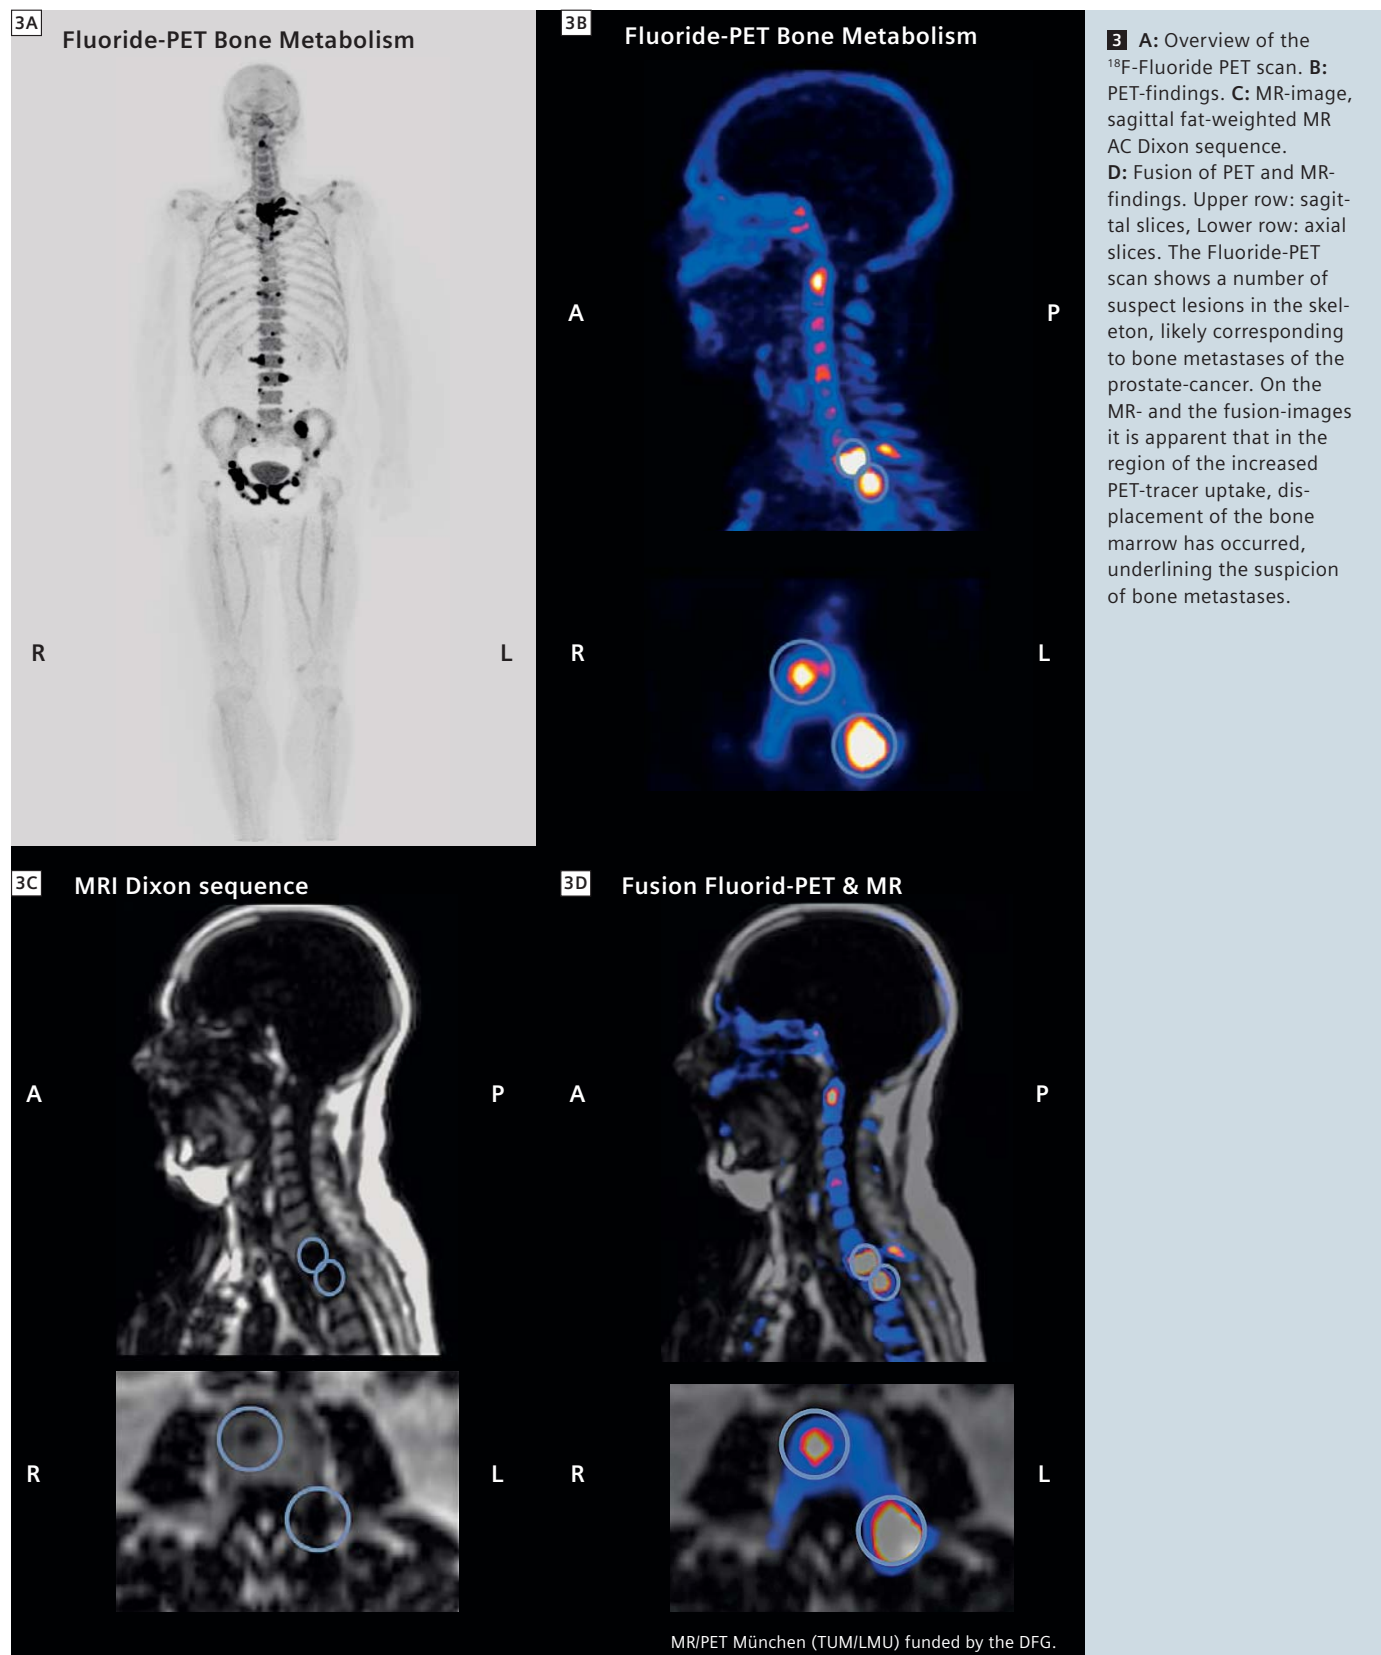 3A
Fluoride-PET Bone Metabolism
R
L
3B
Fluoride-PET Bone Metabolism
A
P
R
L
3 A: Overview of the
¹⁸F-Fluoride PET scan. B:
PET-findings. C: MR-image,
sagittal fat-weighted MR
AC Dixon sequence.
D: Fusion of PET and MR-
findings. Upper row: sagit-
tal slices, Lower row: axial
slices. The Fluoride-PET
scan shows a number of
suspect lesions in the skel-
eton, likely corresponding
to bone metastases of the
prostate-cancer. On the
MR- and the fusion-images
it is apparent that in the
region of the increased
PET-tracer uptake, dis-
placement of the bone
marrow has occurred,
underlining the suspicion
of bone metastases.
3C
MRI Dixon sequence
A
P
R
L
3D
Fusion Fluorid-PET & MR
A
P
R
L
MR/PET München (TUM/LMU) funded by the DFG.